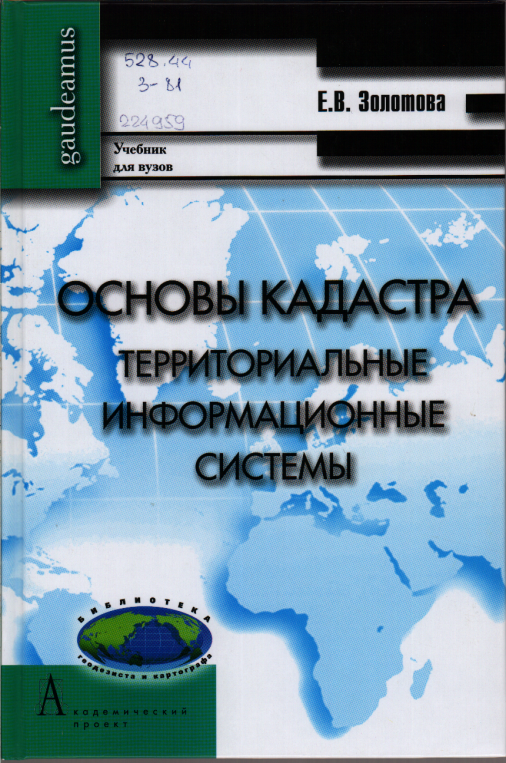 gaudeamus
528.44
З-81
224959
Е.В. Золотова
Учебник
для вузов
ОСНОВЫ КАДАСТРА
ТЕРРИТОРИАЛЬНЫЕ
ИНФОРМАЦИОННЫЕ
СИСТЕМЫ
БИБЛИОТЕКА
геодезиста и картографа
Академический
проект